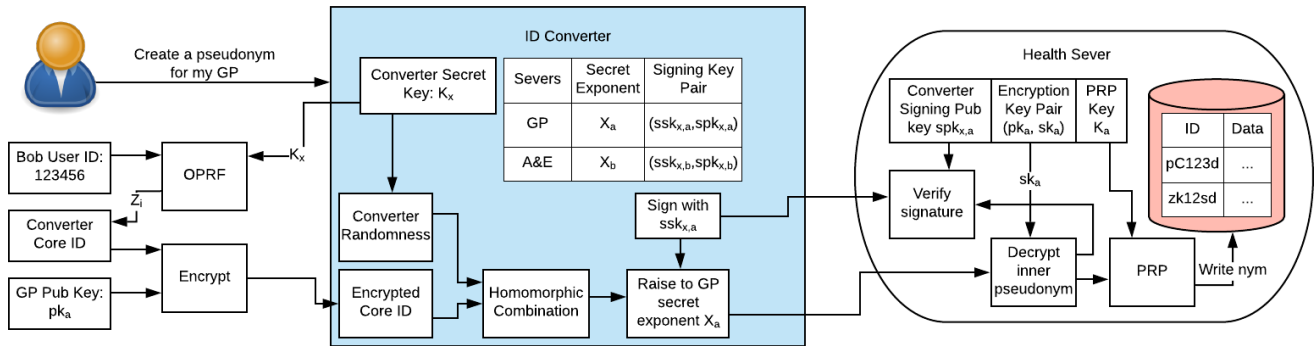 Create a pseudonym
for my GP
Bob User ID:
123456
OPRF
Kx
Zi
Converter
Core ID
GP Pub Key:
pka
Encrypt
ID Converter
Converter Secret
Key: Kx
Severs
Secret
Exponent
Signing Key
Pair
GP
Xa
(sskx,a,spkx,a)
A&E
Xb
(sskx,b,spkx,b)
Converter
Randomness
Encrypted
Core ID
Homomorphic
Combination
Sign with
sskx,a
Raise to GP
secret
exponent Xa
Health Sever
Converter
Signing Pub
key spkx,a
Encryption
Key Pair
(pka, ska)
PRP
Key
Ka
Verify
signature
ska
Decrypt
inner
pseudonym
PRP
Write nym
ID
Data
pC123d
...
zk12sd
...